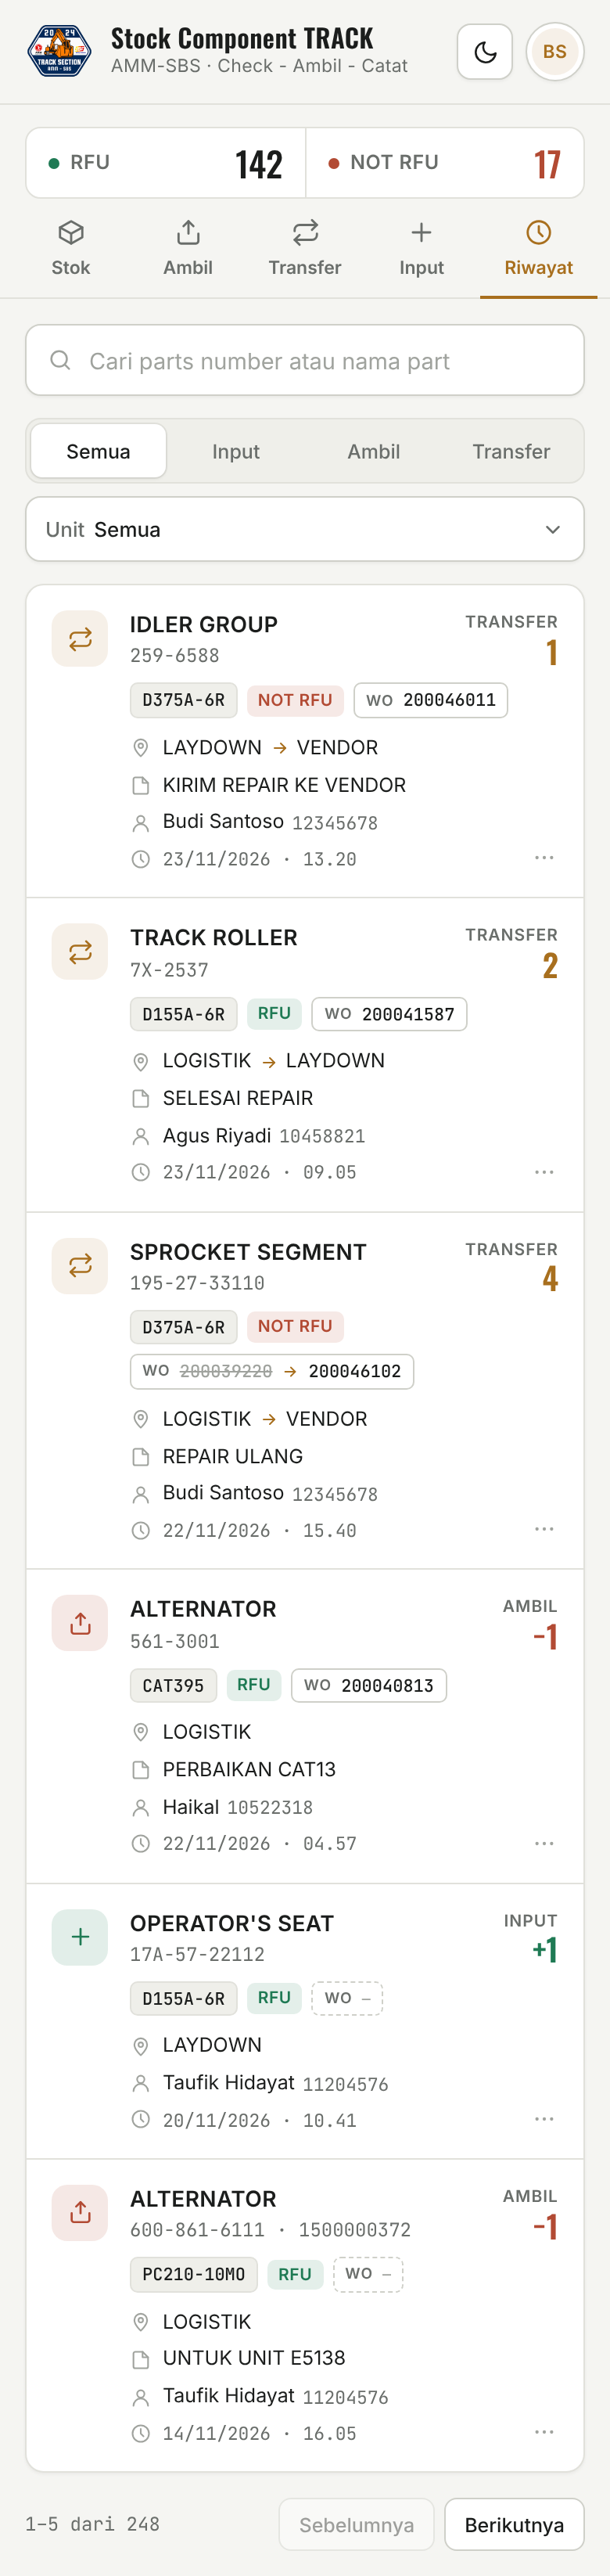 20 24
TRACK SECTION
AMM - SBS
Stock Component TRACK
AMM-SBS · Check - Ambil - Catat
BS
RFU 142
NOT RFU 17
Stok
Ambil
Transfer
Input
Riwayat
Cari parts number atau nama part
Semua
Input
Ambil
Transfer
Unit Semua
IDLER GROUP
TRANSFER
259-6588
1
D375A-6R NOT RFU WO 200046011
LAYDOWN → VENDOR
KIRIM REPAIR KE VENDOR
Budi Santoso 12345678
23/11/2026 · 13.20
...
TRACK ROLLER
TRANSFER
7X-2537
2
D155A-6R RFU WO 200041587
LOGISTIK → LAYDOWN
SELESAI REPAIR
Agus Riyadi 10458821
23/11/2026 · 09.05
...
SPROCKET SEGMENT
TRANSFER
195-27-33110
4
D375A-6R NOT RFU
WO 200039220 → 200046102
LOGISTIK → VENDOR
REPAIR ULANG
Budi Santoso 12345678
22/11/2026 · 15.40
...
ALTERNATOR
AMBIL
561-3001
-1
CAT395 RFU WO 200040813
LOGISTIK
PERBAIKAN CAT13
Haikal 10522318
22/11/2026 · 04.57
...
OPERATOR'S SEAT
INPUT
17A-57-22112
+1
D155A-6R RFU WO –
LAYDOWN
Taufik Hidayat 11204576
20/11/2026 · 10.41
...
ALTERNATOR
AMBIL
600-861-6111 · 1500000372
-1
PC210-10MO RFU WO –
LOGISTIK
UNTUK UNIT E5138
Taufik Hidayat 11204576
14/11/2026 · 16.05
...
1–5 dari 248
Sebelumnya
Berikutnya